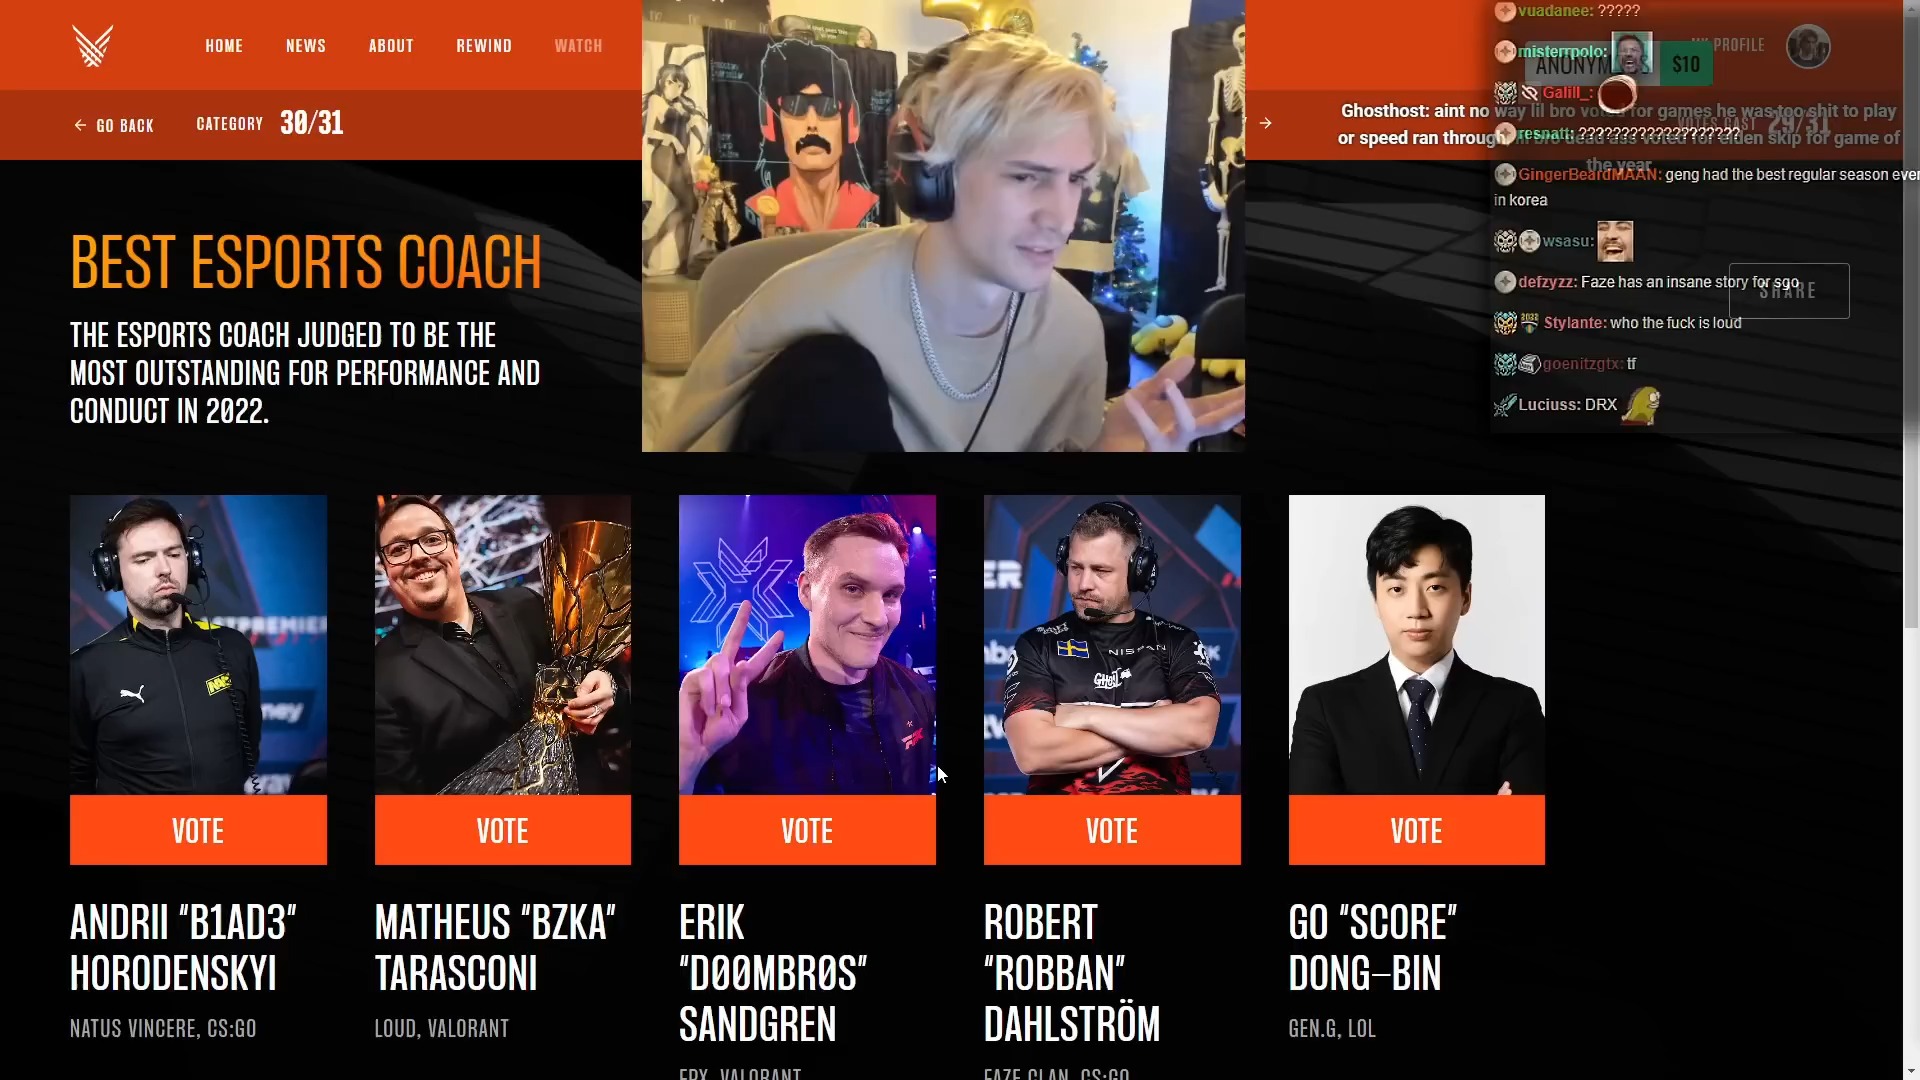 HOME
NEWS
ABOUT
REWIND
WATCH
MY PROFILE
← GO BACK
CATEGORY
30/31
→
VOTES CAST
29/31
ANONYMOUS
$10
Ghosthost: aint no way lil bro voted for games he was too shit to play
or speed ran through, lil bro dead ass voted for elden skip for game of
the year
vuadanee: ?????
misterrpolo:
Galill_:
resnatt: ???????????????????
GingerBeardMAAN: geng had the best regular season ever
in korea
wsasu:
defzyzz: Faze has an insane story for sgo
Stylante: who the fuck is loud
goenitzgtx: tf
Luciuss: DRX
SHARE
BEST ESPORTS COACH
THE ESPORTS COACH JUDGED TO BE THE
MOST OUTSTANDING FOR PERFORMANCE AND
CONDUCT IN 2022.
NISSAN
Ghost
VOTE
VOTE
VOTE
VOTE
VOTE
ANDRII "B1AD3"
HORODENSKYI
NATUS VINCERE, CS:GO
MATHEUS "BZKA"
TARASCONI
LOUD, VALORANT
ERIK
"D00MBR0S"
SANDGREN
FPX, VALORANT
ROBERT
"ROBBAN"
DAHLSTRÖM
FAZE CLAN, CS:GO
GO "SCORE"
DONG-BIN
GEN.G, LOL